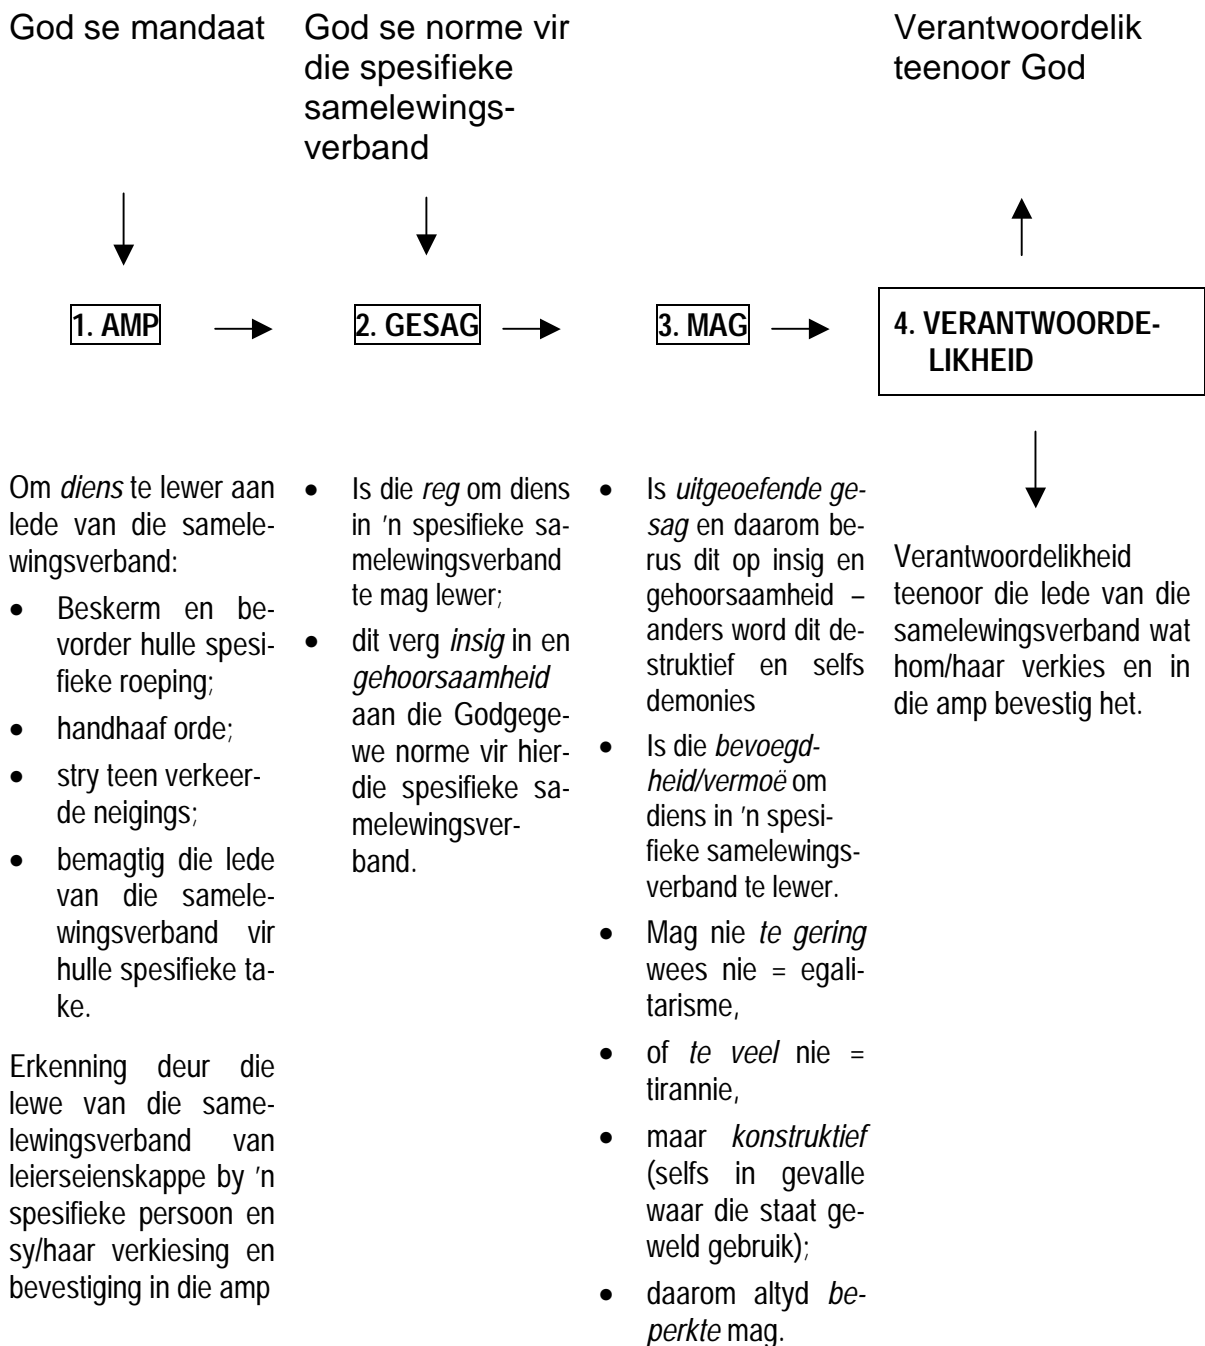 God se mandaat
God se norme vir
die spesifieke
samelewings-
verband
Verantwoordelik
teenoor God
1. AMP
2. GESAG
3. MAG
4. VERANTWOORDE-
LIKHEID
Om diens te lewer aan
lede van die samele-
wingsverband:
• Beskerm en be-
vorder hulle spesi-
fieke roeping;
• handhaaf orde;
• stry teen verkeer-
de neigings;
• bemagtig die lede
van die samele-
wingsverband vir
hulle spesifieke ta-
ke.
Erkenning deur die
lewe van die same-
lewingsverband van
leierseienskappe by 'n
spesifieke persoon en
sy/haar verkiesing en
bevestiging in die amp
• Is die reg om diens
in 'n spesifieke sa-
melewingsverband
te mag lewer;
• dit verg insig in en
gehoorsaamheid
aan die Godgege-
we norme vir hier-
die spesifieke sa-
melewingsver-
band.
• Is uitgeoefende ge-
sag en daarom be-
rus dit op insig en
gehoorsaamheid –
anders word dit de-
struktief en selfs
demonies
• Is die bevoegd-
heid/vermoë om
diens in 'n spesi-
fieke samelewings-
verband te lewer.
• Mag nie te gering
wees nie = egali-
tarisme,
• of te veel nie =
tirannie,
• maar konstruktief
(selfs in gevalle
waar die staat ge-
weld gebruik);
• daarom altyd be-
perkte mag.
Verantwoordelikheid
teenoor die lede van die
samelewingsverband wat
hom/haar verkies en in
die amp bevestig het.